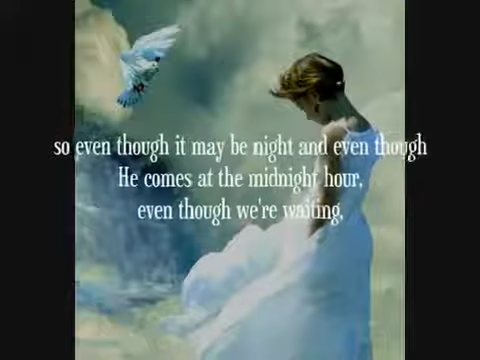 so even though it may be night and even though
He comes at the midnight hour,
even though we're waiting,